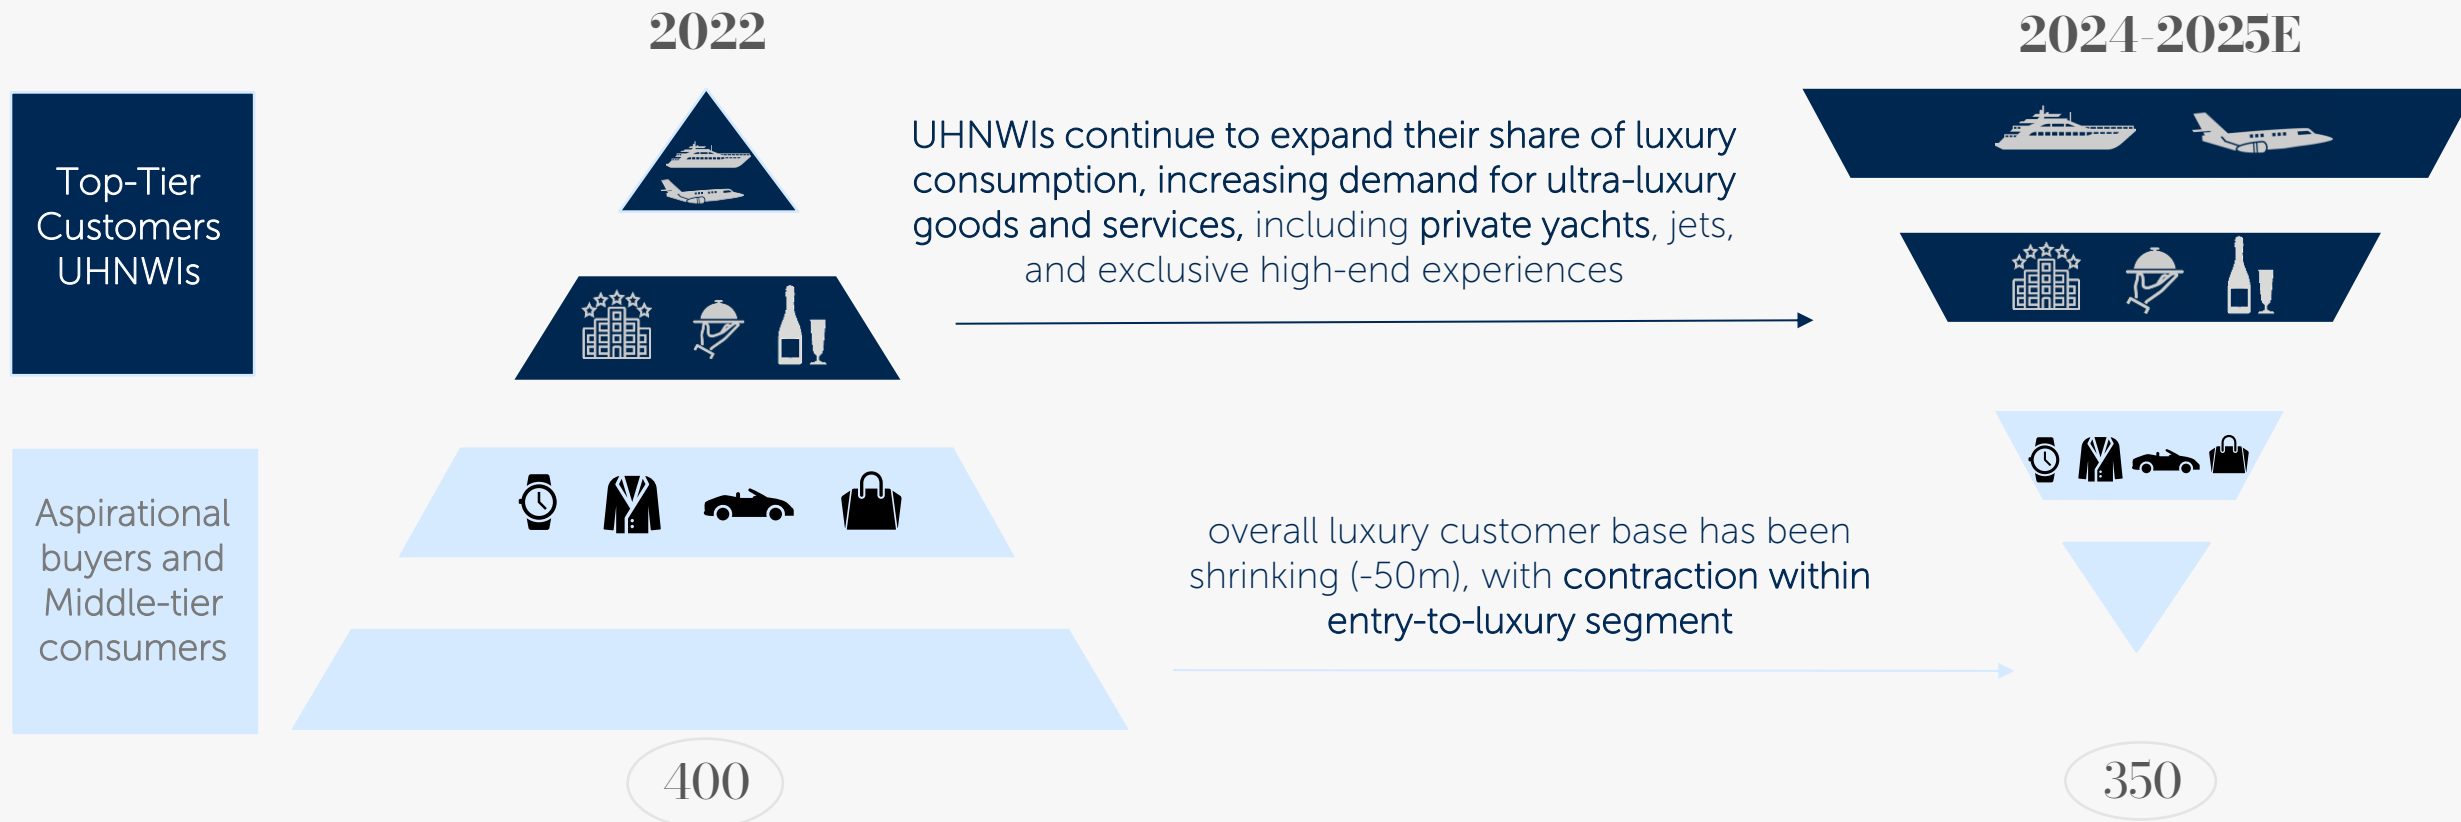 2022
2024-2025E
Top-Tier
Customers
UHNWIs
UHNWIs continue to expand their share of luxury
consumption, increasing demand for ultra-luxury
goods and services, including private yachts, jets,
and exclusive high-end experiences
Aspirational
buyers and
Middle-tier
consumers
overall luxury customer base has been
shrinking (-50m), with contraction within
entry-to-luxury segment
400
350